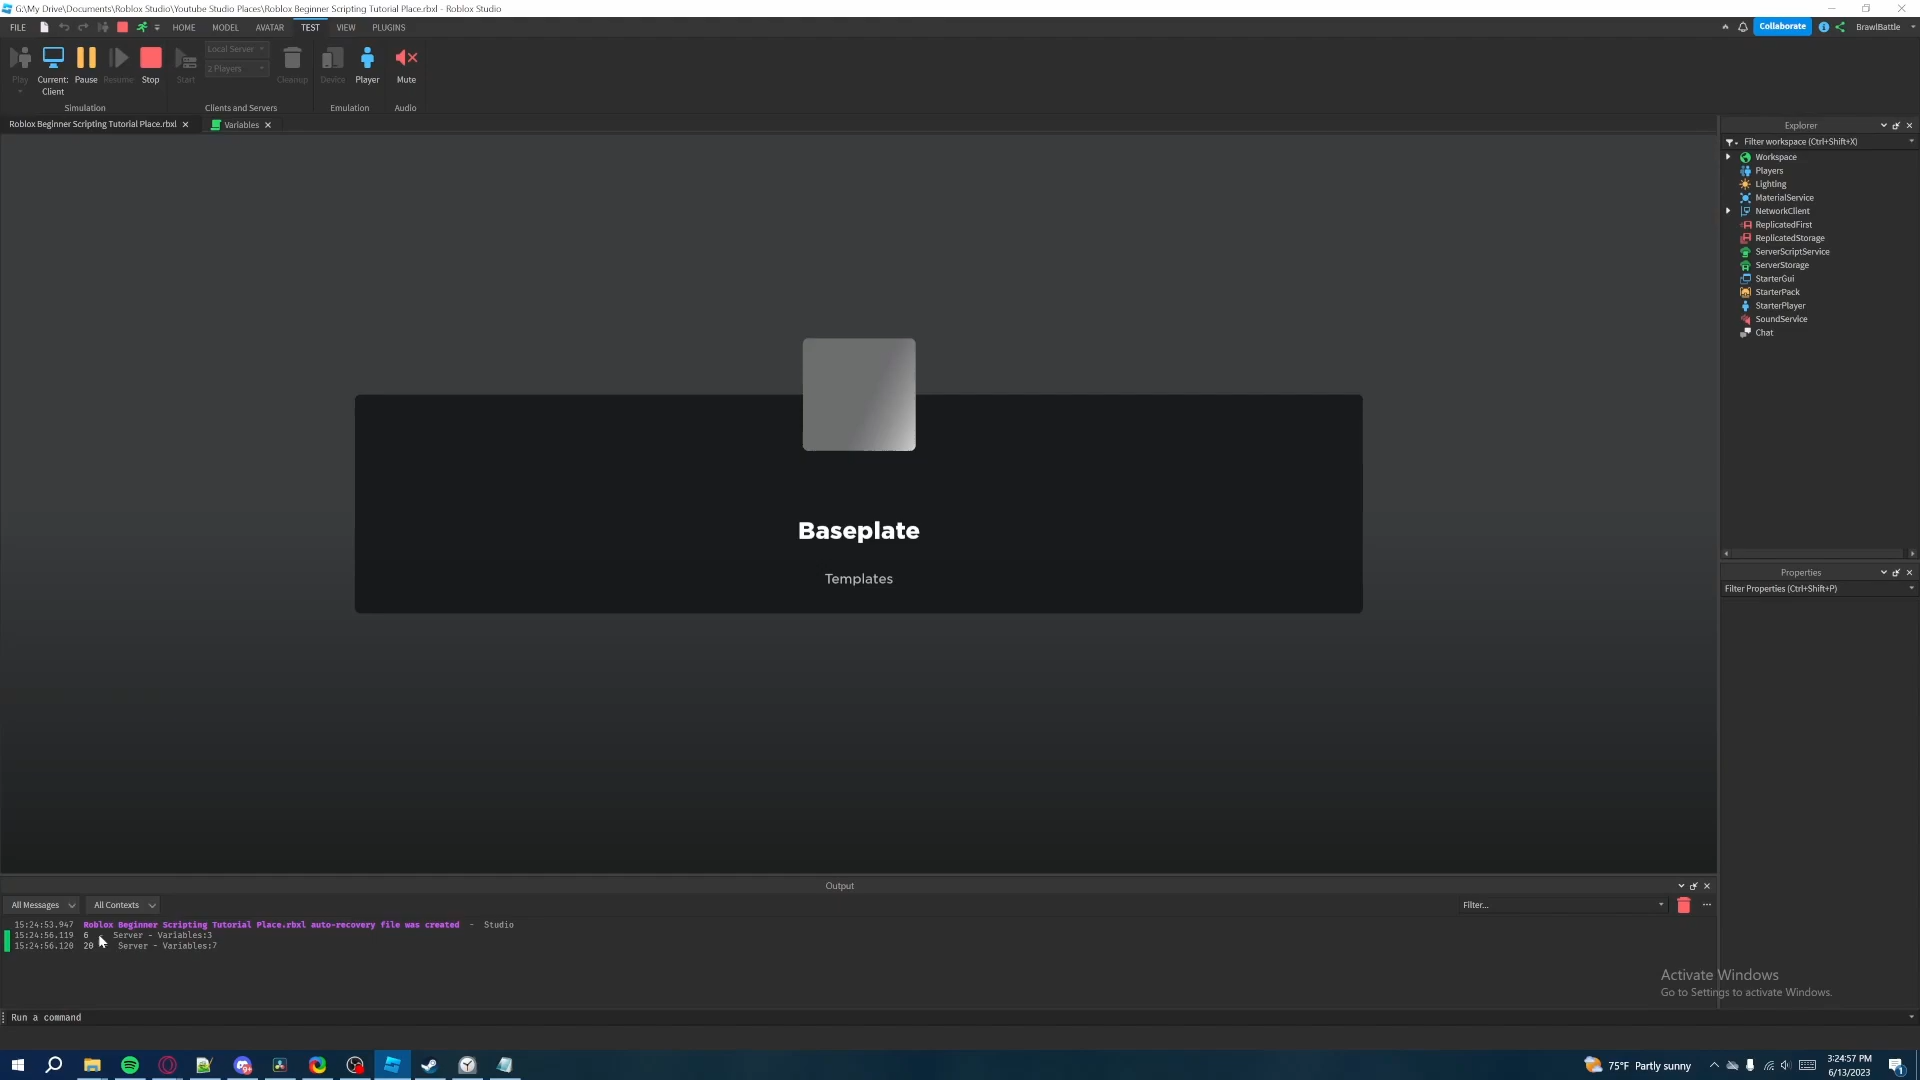 G:\My Drive\Documents\Roblox Studio\Youtube Studio Places\Roblox Beginner Scripting Tutorial Place.rbxl - Roblox Studio
FILE HOME MODEL AVATAR TEST VIEW PLUGINS Collaborate BrawlBattle
Play Current: Client Pause Resume Stop Start Local Server 2 Players Cleanup Device Player Mute
Simulation Clients and Servers Emulation Audio
Roblox Beginner Scripting Tutorial Place.rbxl Variables
Explorer
Filter workspace (Ctrl+Shift+X)
Workspace
Players
Lighting
MaterialService
NetworkClient
ReplicatedFirst
ReplicatedStorage
ServerScriptService
ServerStorage
StarterGui
StarterPack
StarterPlayer
SoundService
Chat
Baseplate
Templates
Properties
Filter Properties (Ctrl+Shift+P)
Output
All Messages All Contexts Filter...
15:24:53.947 Roblox Beginner Scripting Tutorial Place.rbxl auto-recovery file was created - Studio
15:24:56.119 6 - Server - Variables:3
15:24:56.120 20 - Server - Variables:7
Activate Windows
Go to Settings to activate Windows.
Run a command
75°F Partly sunny
3:24:57 PM
6/13/2023